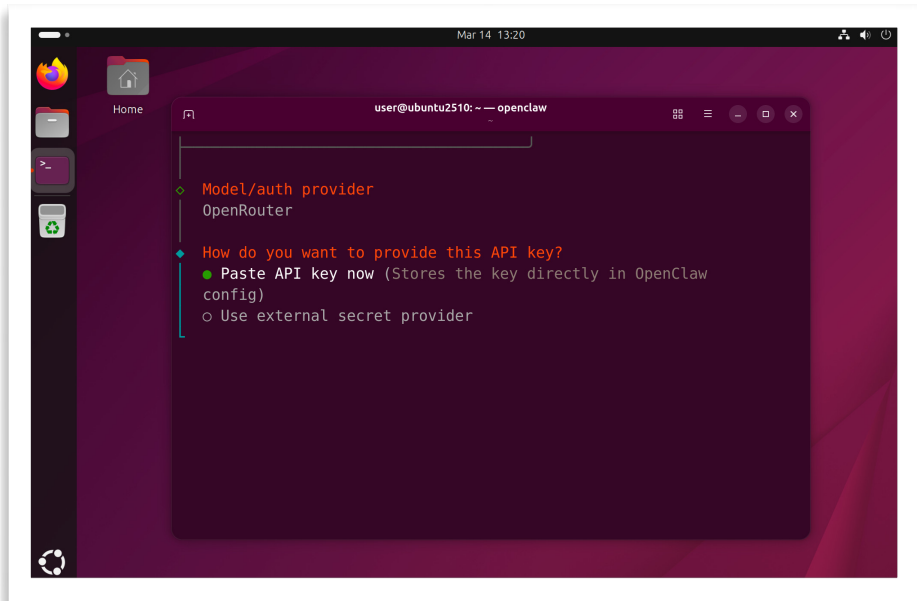 Mar 14 13:20
Home
user@ubuntu2510: ~ — openclaw
Model/auth provider
OpenRouter
How do you want to provide this API key?
Paste API key now (Stores the key directly in OpenClaw
config)
Use external secret provider